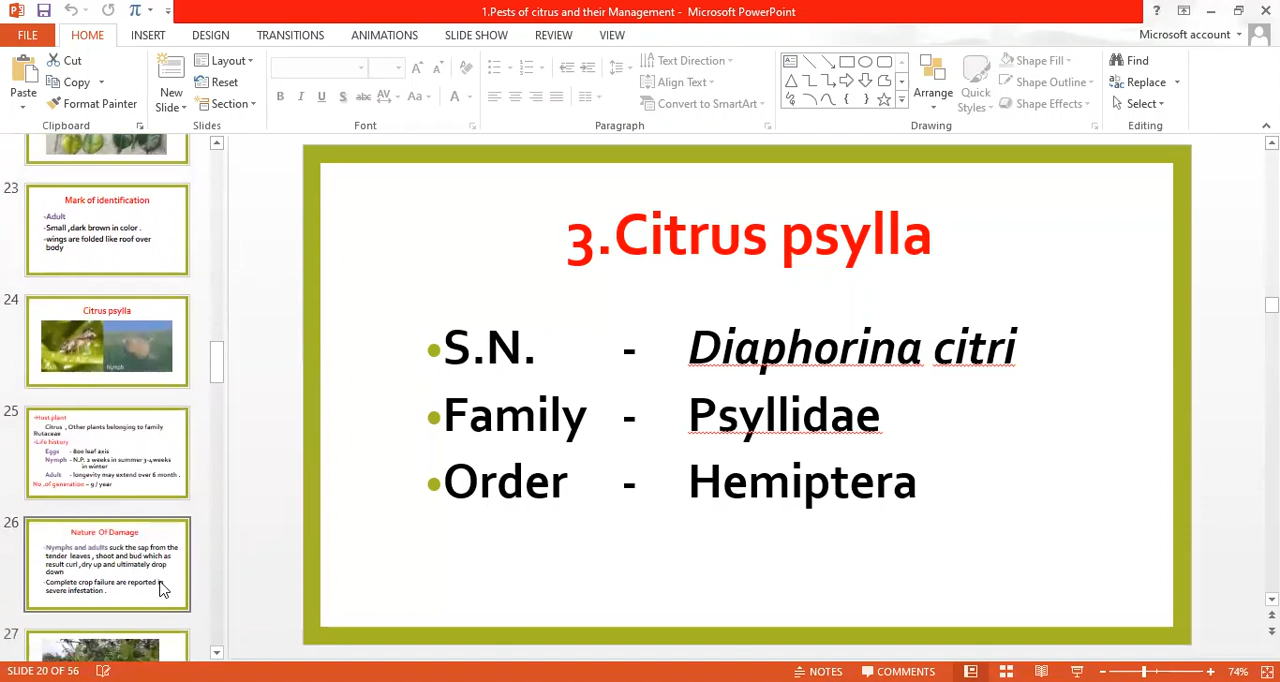 1.Pests of citrus and their Management - Microsoft PowerPoint
FILE HOME INSERT DESIGN TRANSITIONS ANIMATIONS SLIDE SHOW REVIEW VIEW Microsoft account
Paste
Cut
Copy
Format Painter
Clipboard
New
Slide
Layout
Reset
Section
Slides
B I U S abc AV Aa A
Font
Text Direction
Align Text
Convert to SmartArt
Paragraph
Arrange
Quick
Styles
Shape Fill
Shape Outline
Shape Effects
Drawing
Find
Replace
Select
Editing
23
Mark of identification
Adult
Small ,dark brown in color .
wings are folded like roof over
body
24
Citrus psylla
Nymph
25
Host plant
Citrus , Other plants belonging to family
Rutaceae
Life history
Eggs - 800 leaf axis
Nymph - N.P. 2 weeks in summer 3-4weeks
in winter
Adult - longevity may extend over 6 month .
No .of generation – 9 / year
26
Nature Of Damage
Nymphs and adults suck the sap from the
tender leaves , shoot and bud which as
result curl ,dry up and ultimately drop
down
Complete crop failure are reported in
severe infestation .
27
3.Citrus psylla
•S.N. - Diaphorina citri
•Family - Psyllidae
•Order - Hemiptera
SLIDE 20 OF 56 NOTES COMMENTS 74%